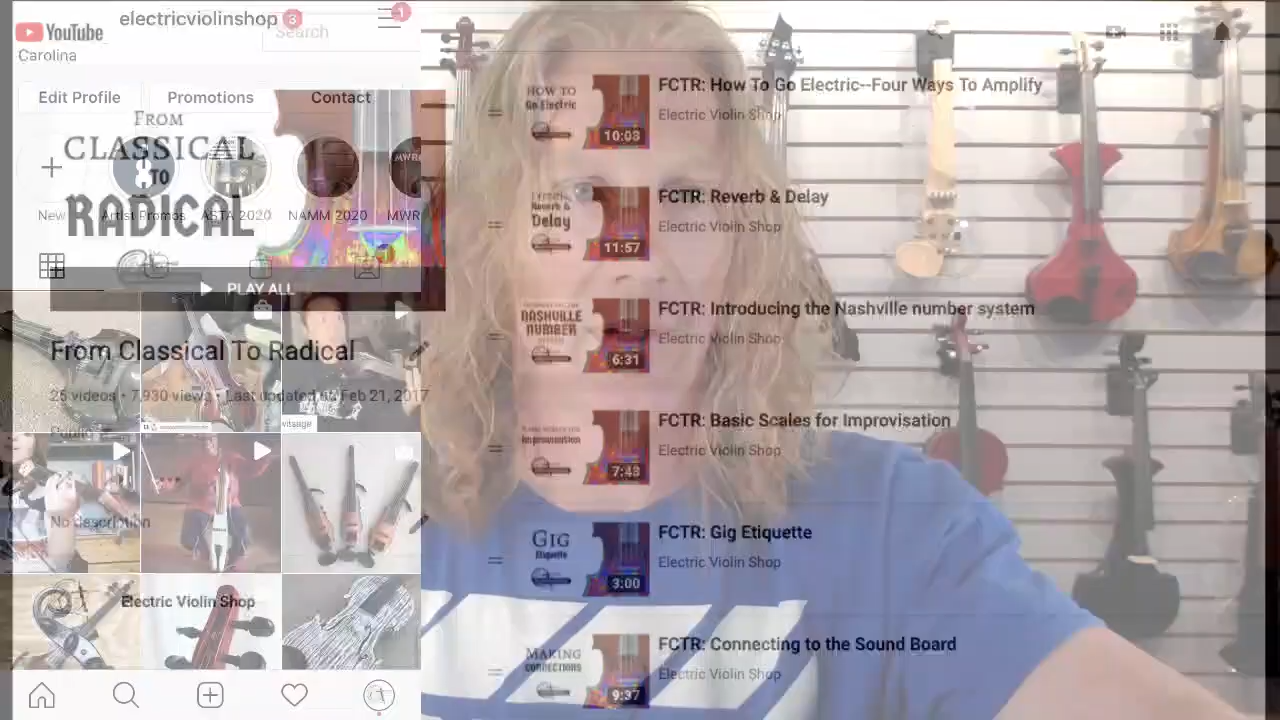 YouTube
electricviolinshop 3
1
Search
Carolina
Edit Profile
Promotions
Contact
FROM
CLASSICAL
TO
RADICAL
New
Artist Promos
ASTA 2020
NAMM 2020
MWR
PLAY ALL
From Classical To Radical
25 videos • 7,930 views • Last updated on Feb 21, 2017
Public
No description
Electric Violin Shop
HOW TO
Go Electric
10:03
FCTR: How To Go Electric--Four Ways To Amplify
Electric Violin Shop
Reverb &
Delay
11:57
FCTR: Reverb & Delay
Electric Violin Shop
NASHVILLE
NUMBER
6:31
FCTR: Introducing the Nashville number system
Electric Violin Shop
Improvisation
7:43
FCTR: Basic Scales for Improvisation
Electric Violin Shop
GIG
Etiquette
3:00
FCTR: Gig Etiquette
Electric Violin Shop
MAKING
CONNECTIONS
9:37
FCTR: Connecting to the Sound Board
Electric Violin Shop